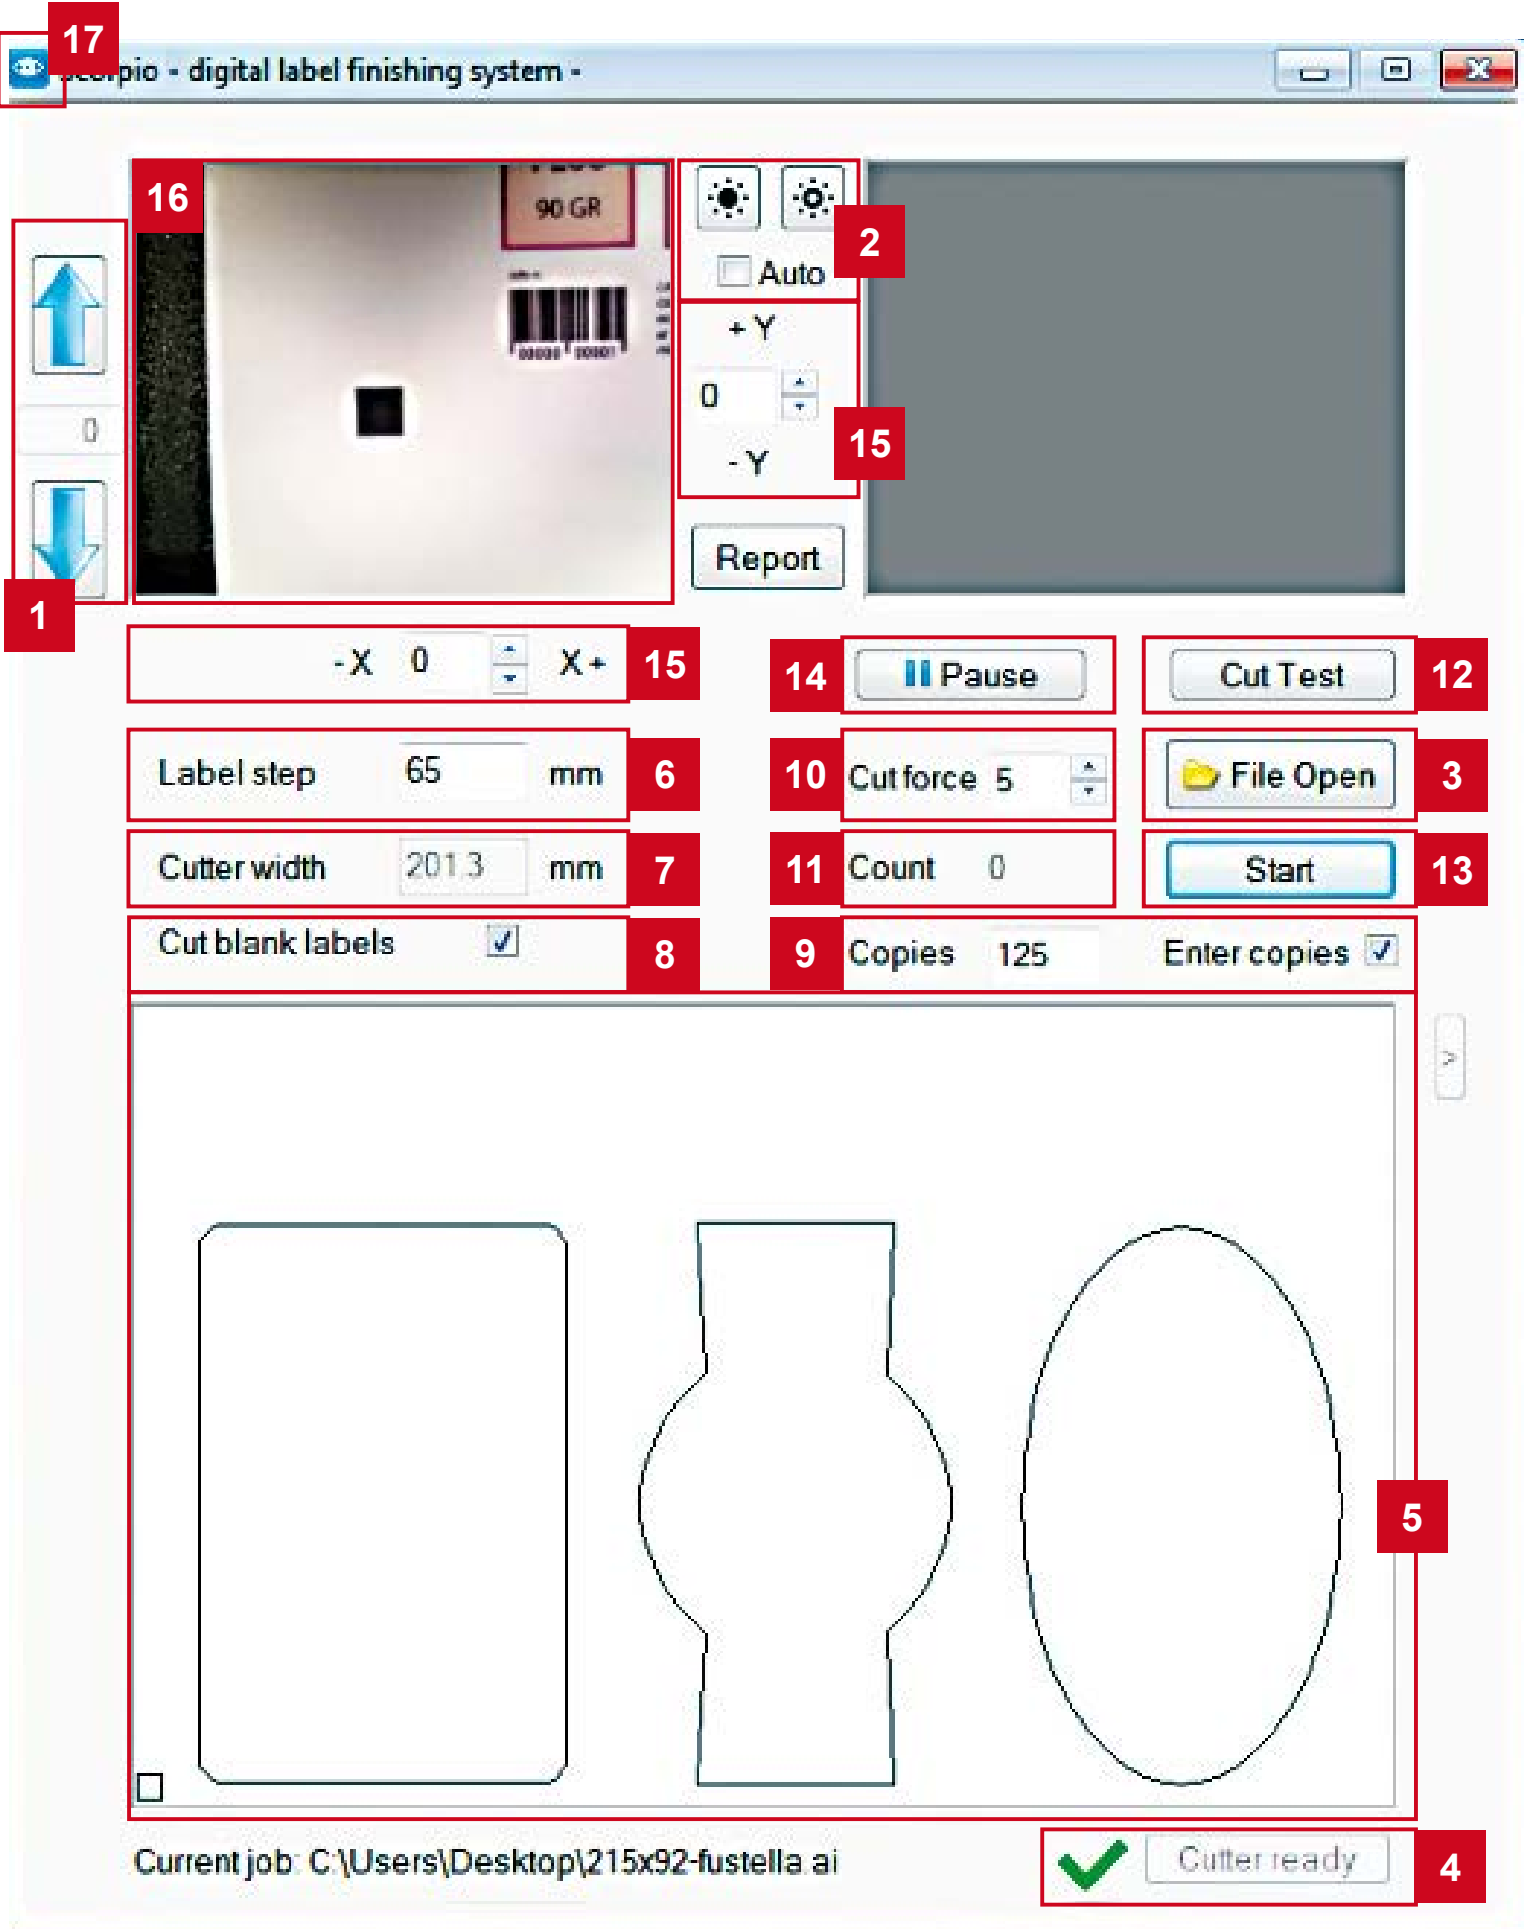 17
Scorpio - digital label finishing system -
16
90 GR
2
Auto
+ Y
0
0
- Y
15
Report
1
- X 0 X +
15
14
Pause
Cut Test
12
Label step 65 mm
6
10
Cut force 5
File Open
3
Cutter width 201.3 mm
7
11
Count 0
Start
13
Cut blank labels
8
9
Copies 125
Enter copies
>
5
Current job: C:\Users\Desktop\215x92-fustella.ai
Cutter ready
4